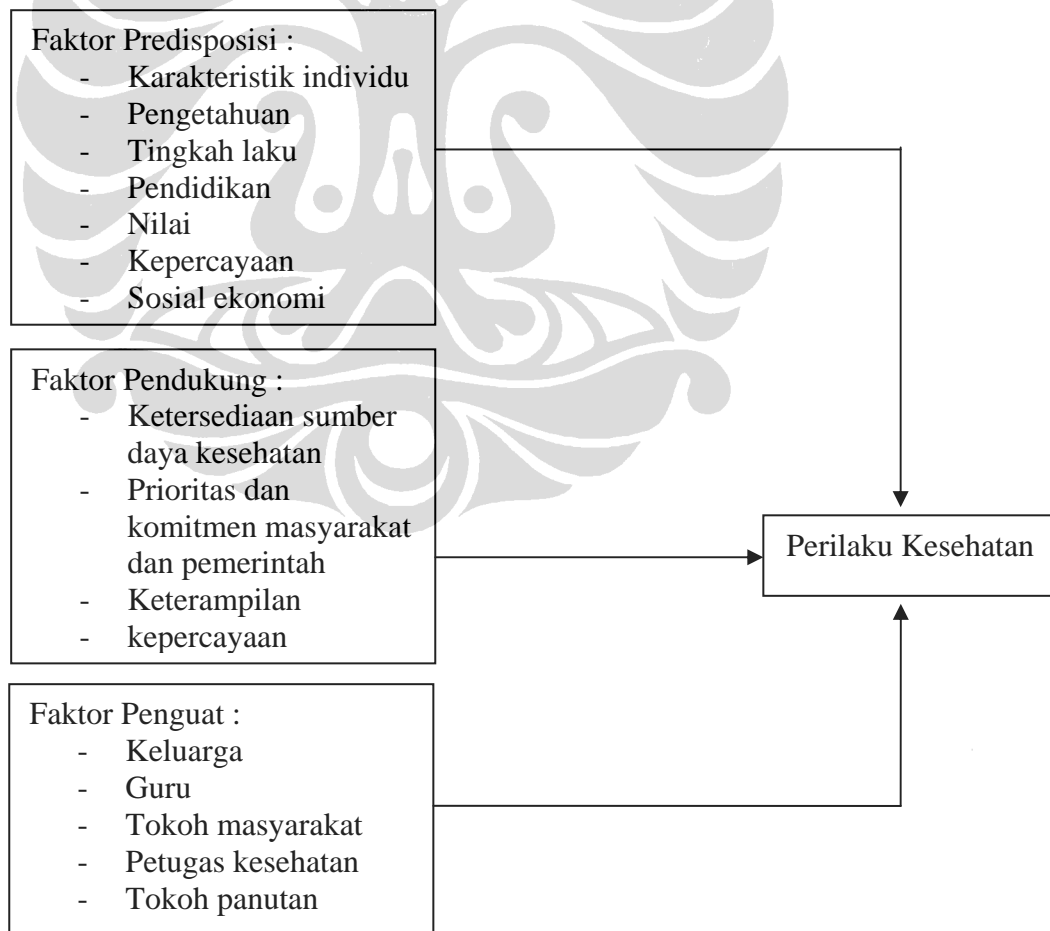 Faktor Predisposisi :
- Karakteristik individu
- Pengetahuan
- Tingkah laku
- Pendidikan
- Nilai
- Kepercayaan
- Sosial ekonomi
Faktor Pendukung :
- Ketersediaan sumber
daya kesehatan
- Prioritas dan
komitmen masyarakat
dan pemerintah
- Keterampilan
- kepercayaan
Perilaku Kesehatan
Faktor Penguat :
- Keluarga
- Guru
- Tokoh masyarakat
- Petugas kesehatan
- Tokoh panutan